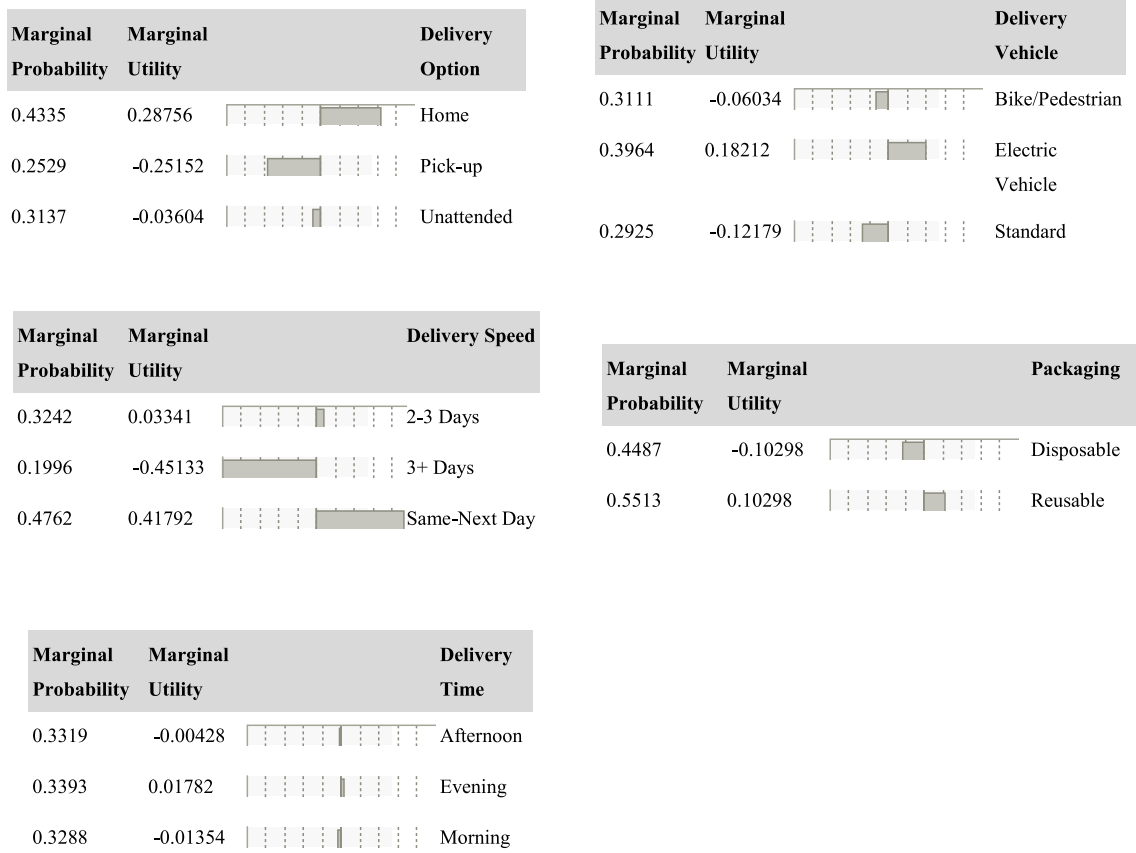 Marginal Marginal Delivery
Probability Utility Option
0.4335 0.28756 Home
0.2529 -0.25152 Pick-up
0.3137 -0.03604 Unattended
Marginal Marginal Delivery
Probability Utility Vehicle
0.3111 -0.06034 Bike/Pedestrian
0.3964 0.18212 Electric
Vehicle
0.2925 -0.12179 Standard
Marginal Marginal Delivery Speed
Probability Utility
0.3242 0.03341 2-3 Days
0.1996 -0.45133 3+ Days
0.4762 0.41792 Same-Next Day
Marginal Marginal Packaging
Probability Utility
0.4487 -0.10298 Disposable
0.5513 0.10298 Reusable
Marginal Marginal Delivery
Probability Utility Time
0.3319 -0.00428 Afternoon
0.3393 0.01782 Evening
0.3288 -0.01354 Morning